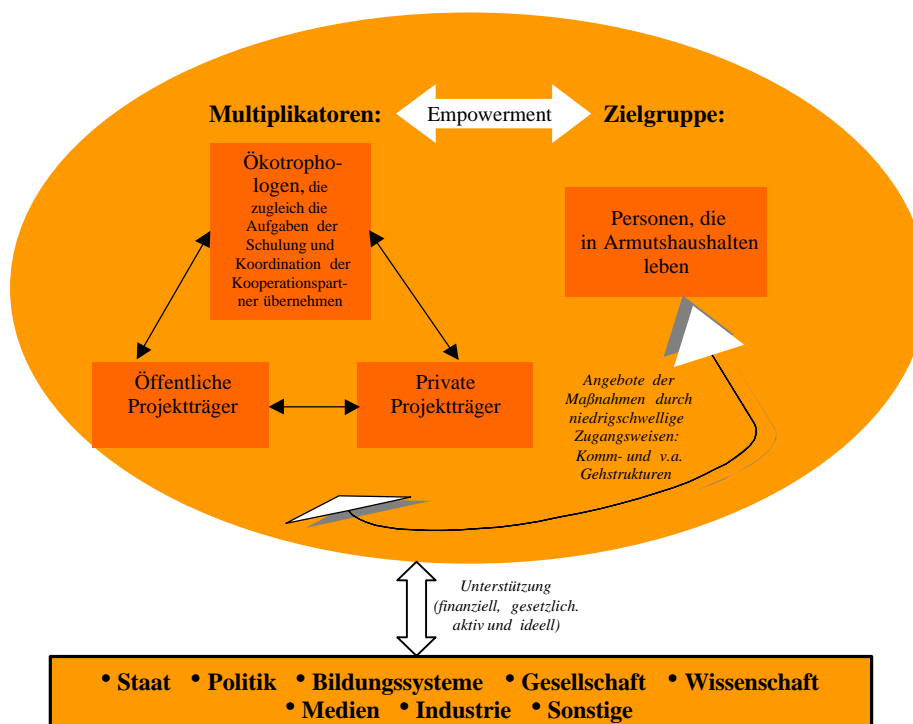 Multiplikatoren:
Empowerment
Zielgruppe:
Ökotropho-
logen, die
zugleich die
Aufgaben der
Schulung und
Koordination der
Kooperationspart-
ner übernehmen
Personen, die
in Armutshaushalten
leben
Öffentliche
Projektträger
Private
Projektträger
Angebote der
Maßnahmen durch
niedrigschwellige
Zugangsweisen:
Komm- und v.a.
Gehstrukturen
Unterstützung
(finanziell, gesetzlich.
aktiv und ideell)
• Staat • Politik • Bildungssysteme • Gesellschaft • Wissenschaft
• Medien • Industrie • Sonstige